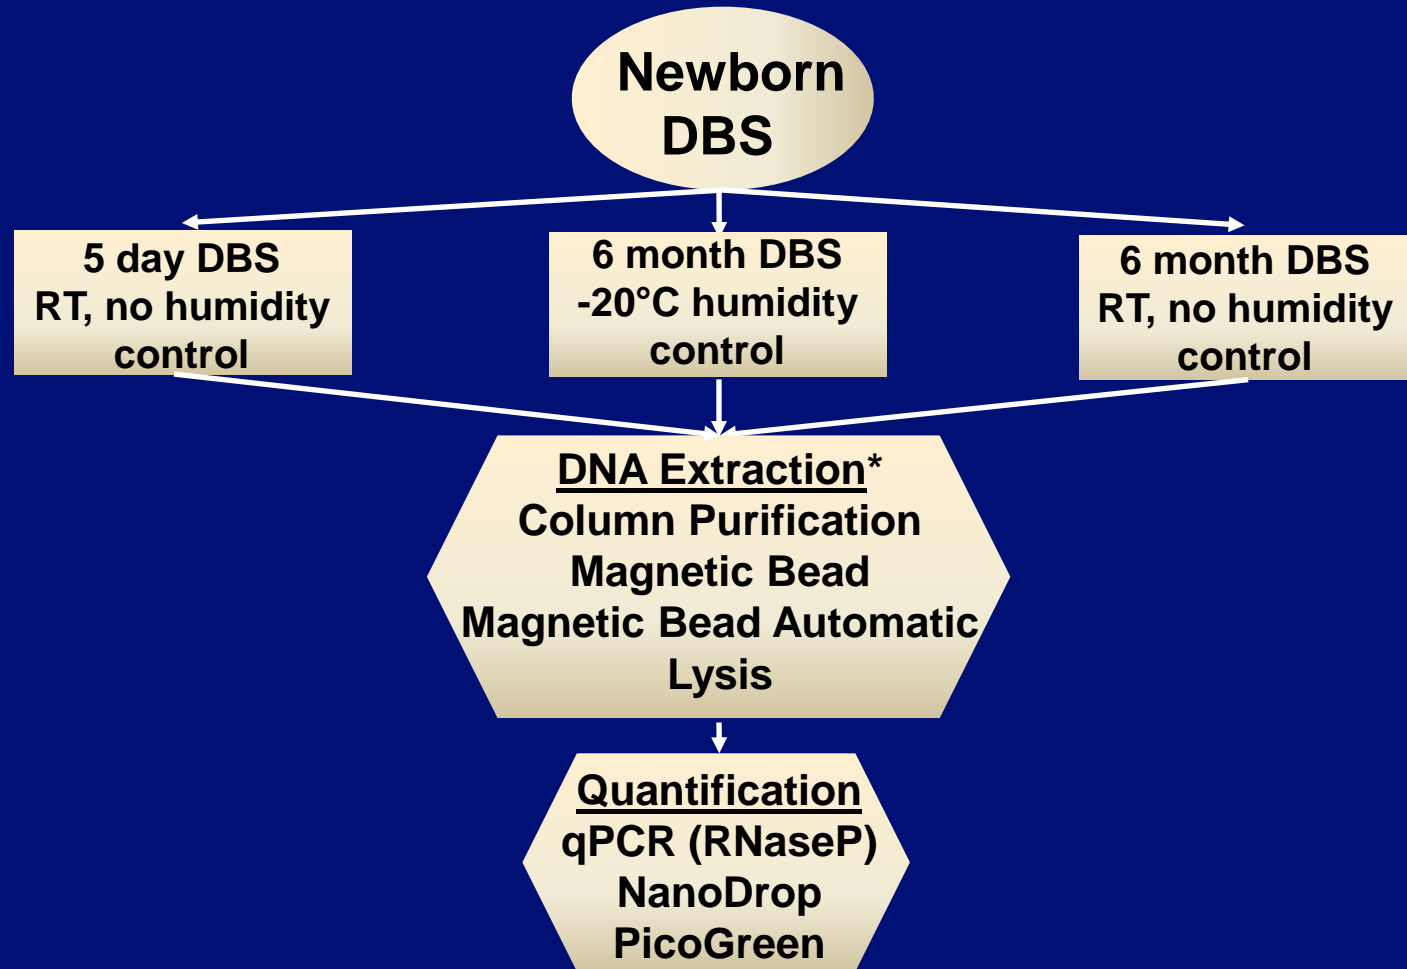 Newborn
DBS
5 day DBS
RT, no humidity
control
6 month DBS
-20°C humidity
control
6 month DBS
RT, no humidity
control
DNA Extraction*
Column Purification
Magnetic Bead
Magnetic Bead Automatic
Lysis
Quantification
qPCR (RNaseP)
NanoDrop
PicoGreen